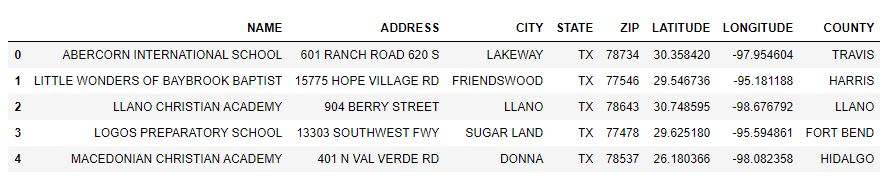 NAME ADDRESS CITY STATE ZIP LATITUDE LONGITUDE COUNTY
0 ABERCORN INTERNATIONAL SCHOOL 601 RANCH ROAD 620 S LAKEWAY TX 78734 30.358420 -97.954604 TRAVIS
1 LITTLE WONDERS OF BAYBROOK BAPTIST 15775 HOPE VILLAGE RD FRIENDSWOOD TX 77546 29.546736 -95.181188 HARRIS
2 LLANO CHRISTIAN ACADEMY 904 BERRY STREET LLANO TX 78643 30.748595 -98.676792 LLANO
3 LOGOS PREPARATORY SCHOOL 13303 SOUTHWEST FWY SUGAR LAND TX 77478 29.625180 -95.594861 FORT BEND
4 MACEDONIAN CHRISTIAN ACADEMY 401 N VAL VERDE RD DONNA TX 78537 26.180366 -98.082358 HIDALGO